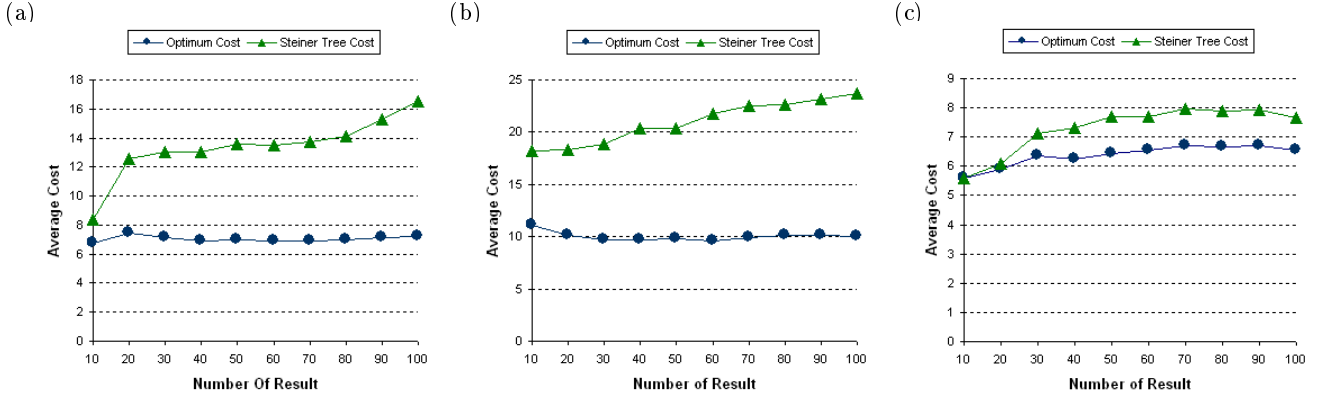 (a)
Optimum Cost Steiner Tree Cost
18
16
14
12
10
8
6
4
2
0
Average Cost
10 20 30 40 50 60 70 80 90 100
Number Of Result
(b)
Optimum Cost Steiner Tree Cost
25
20
15
10
5
0
Average Cost
10 20 30 40 50 60 70 80 90 100
Number of Result
(c)
Optimum Cost Steiner Tree Cost
9
8
7
6
5
4
3
2
1
0
Average Cost
10 20 30 40 50 60 70 80 90 100
Number of Result